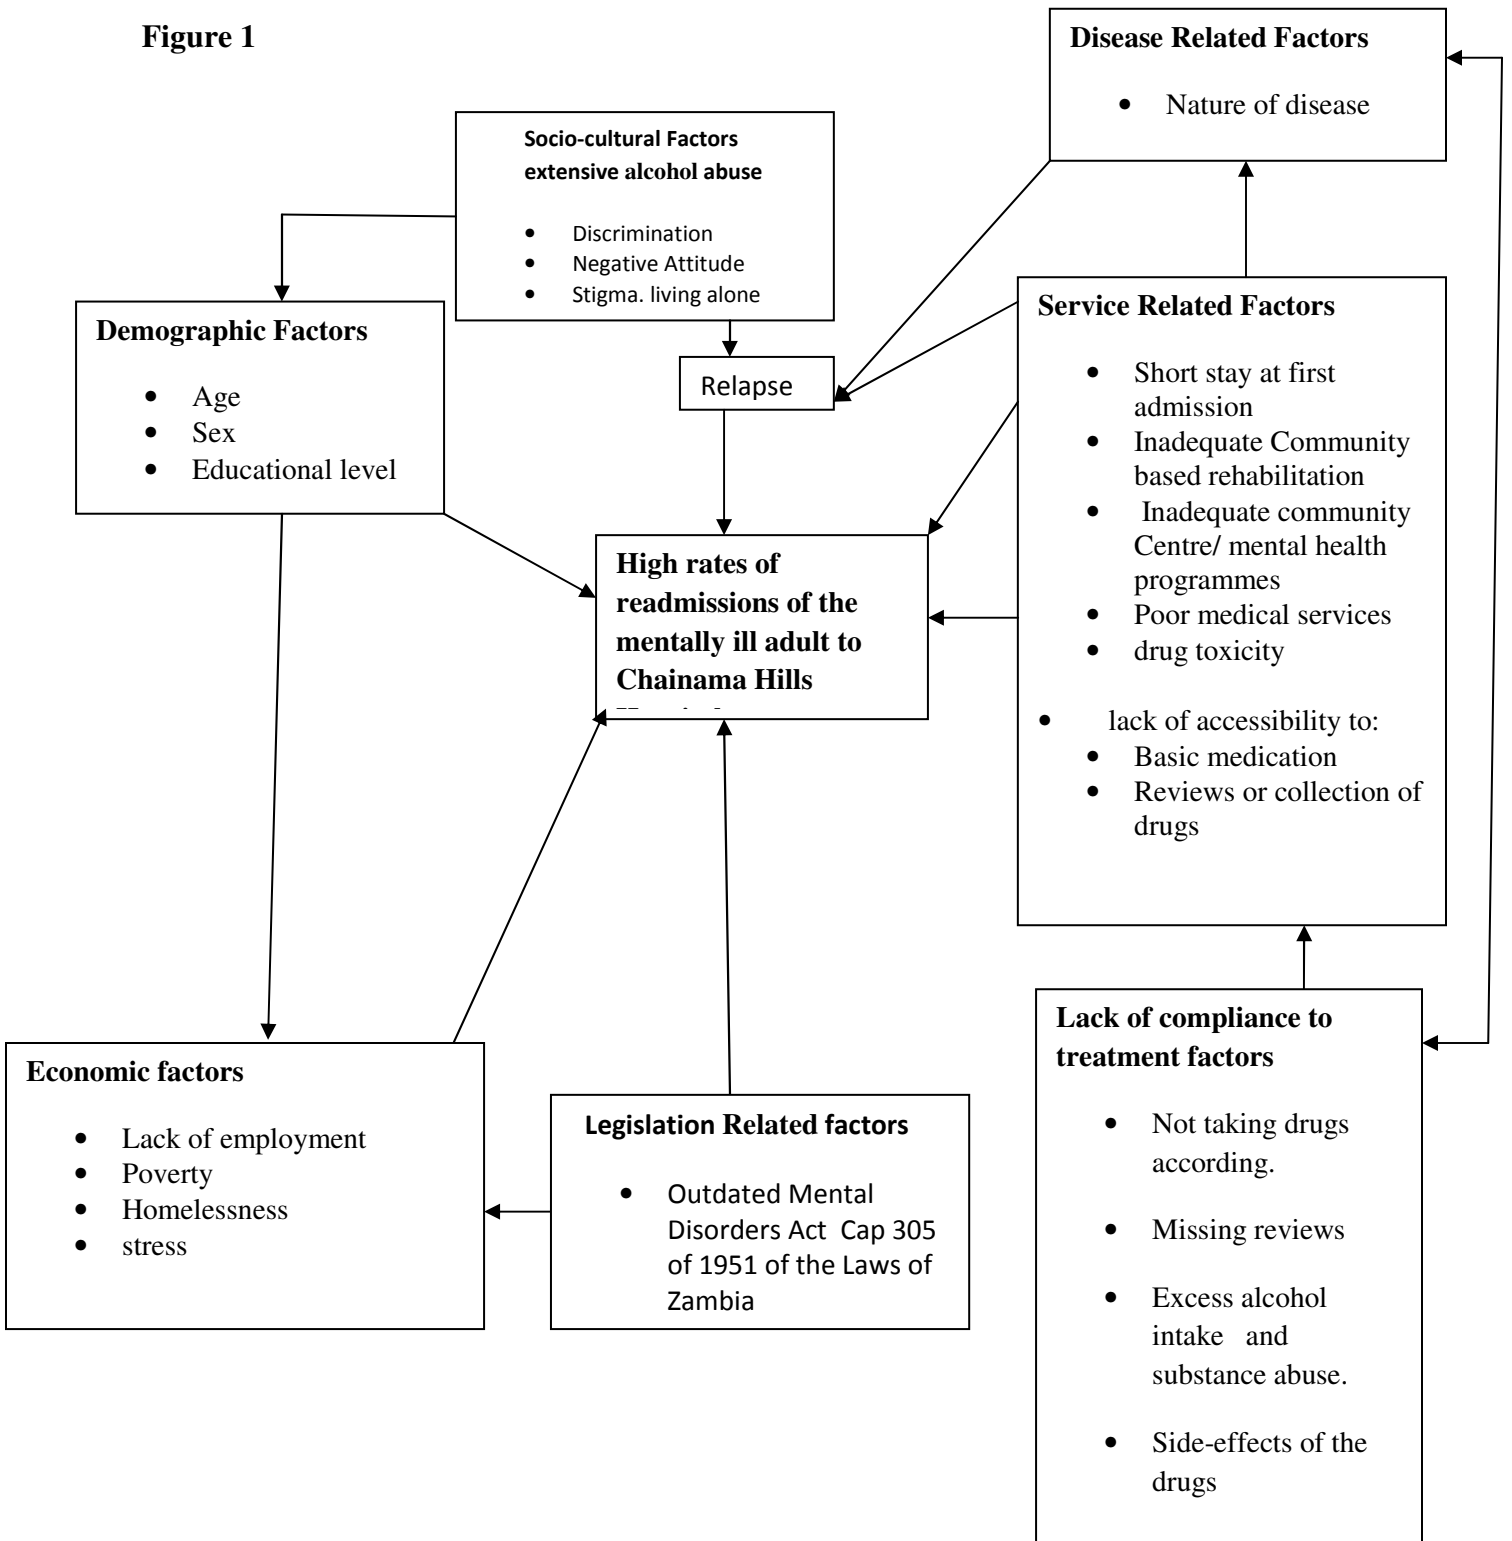 Figure 1
Disease Related Factors
• Nature of disease
Socio-cultural Factors
extensive alcohol abuse
• Discrimination
• Negative Attitude
• Stigma. living alone
Demographic Factors
• Age
• Sex
• Educational level
Relapse
Service Related Factors
• Short stay at first
admission
• Inadequate Community
based rehabilitation
• Inadequate community
Centre/ mental health
programmes
• Poor medical services
• drug toxicity
• lack of accessibility to:
• Basic medication
• Reviews or collection of
drugs
High rates of
readmissions of the
mentally ill adult to
Chainama Hills
Economic factors
• Lack of employment
• Poverty
• Homelessness
• stress
Legislation Related factors
• Outdated Mental
Disorders Act Cap 305
of 1951 of the Laws of
Zambia
Lack of compliance to
treatment factors
• Not taking drugs
according.
• Missing reviews
• Excess alcohol
intake and
substance abuse.
• Side-effects of the
drugs